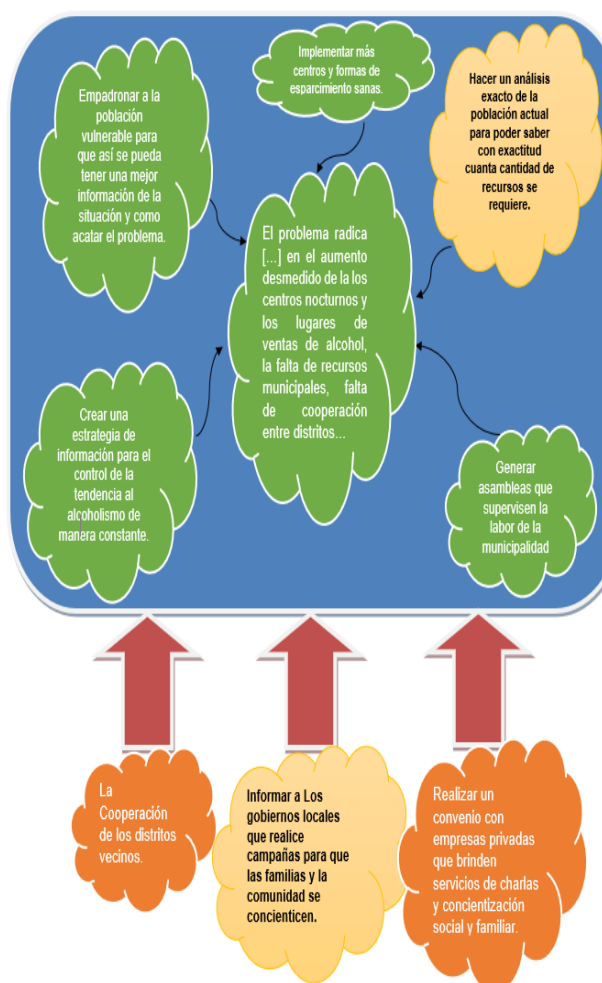 Implementar más
centros y formas de
esparcimiento sanas.
Empadronar a la
población
vulnerable para
que así se pueda
tener una mejor
información de la
situación y como
acatar el problema.
Hacer un análisis
exacto de la
población actual
para poder saber
con exactitud
cuanta cantidad de
recursos se
requiere.
El problema radica
[...] en el aumento
desmedido de la los
centros nocturnos y
los lugares de
ventas de alcohol,
la falta de recursos
municipales, falta
de cooperación
entre distritos...
Crear una
estrategia de
información para el
control de la
tendencia al
alcoholismo de
manera constante.
Generar
asambleas que
supervisen la
labor de la
municipalidad
La
Cooperación
de los distritos
vecinos.
Informar a Los
gobiernos locales
que realice
campañas para que
las familias y la
comunidad se
concienticen.
Realizar un
convenio con
empresas privadas
que brinden
servicios de charlas
y concientización
social y familiar.